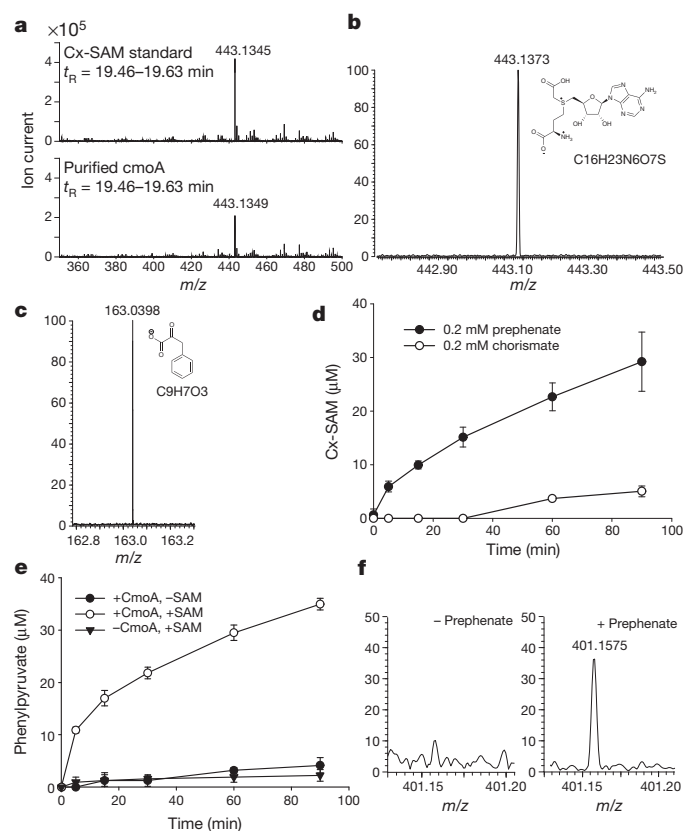 a
×10⁵
Cx-SAM standard
tR = 19.46–19.63 min
443.1345
4
2
0
Purified cmoA
tR = 19.46–19.63 min
443.1349
4
2
0
Ion current
360 380 400 420 440 460 480 500
m/z
b
443.1373
100
80
60
40
20
0
O
OH
S
O
N
N
N
N
NH₂
OH
OH
O
O
NH₃
C16H23N6O7S
442.90 443.10 443.30 443.50
m/z
c
163.0398
100
80
60
40
20
0
O
O
O
C9H7O3
162.8 163.0 163.2
m/z
d
40
30
20
10
0
Cx-SAM (μM)
0.2 mM prephenate
0.2 mM chorismate
0 20 40 60 80 100
Time (min)
e
40
30
20
10
0
Phenylpyruvate (μM)
+CmoA, –SAM
+CmoA, +SAM
–CmoA, +SAM
0 20 40 60 80 100
Time (min)
f
50
40
30
20
10
0
– Prephenate
401.15 401.20
m/z
50
40
30
20
10
0
+ Prephenate
401.1575
401.15 401.20
m/z